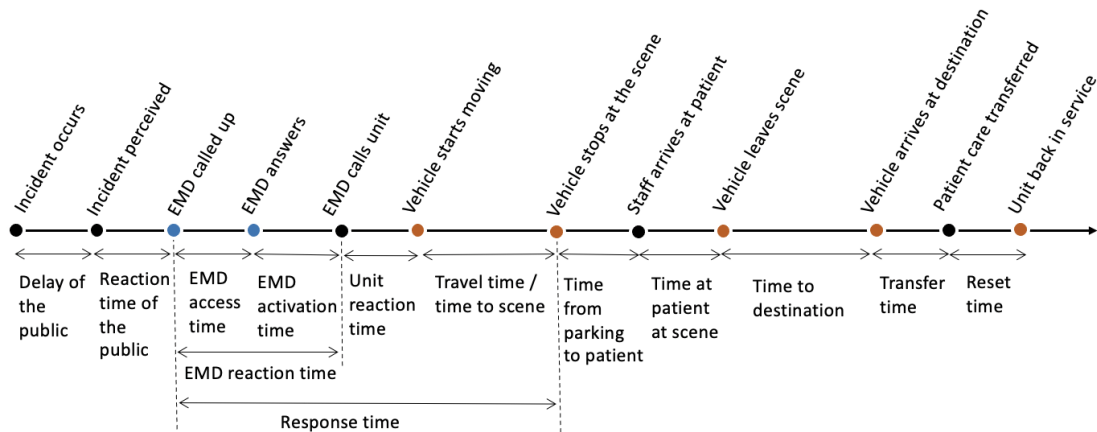 Incident occurs
Incident perceived
EMD called up
EMD answers
EMD calls unit
Vehicle starts moving
Vehicle stops at the scene
Staff arrives at patient
Vehicle leaves scene
Vehicle arrives at destination
Patient care transferred
Unit back in service
Delay of
the
public
Reaction
time of
the
public
EMD
access
time
EMD
activation
time
Unit
reaction
time
Travel time /
time to scene
Time
from
parking
to patient
Time at
patient
at scene
Time to
destination
Transfer
time
Reset
time
EMD reaction time
Response time